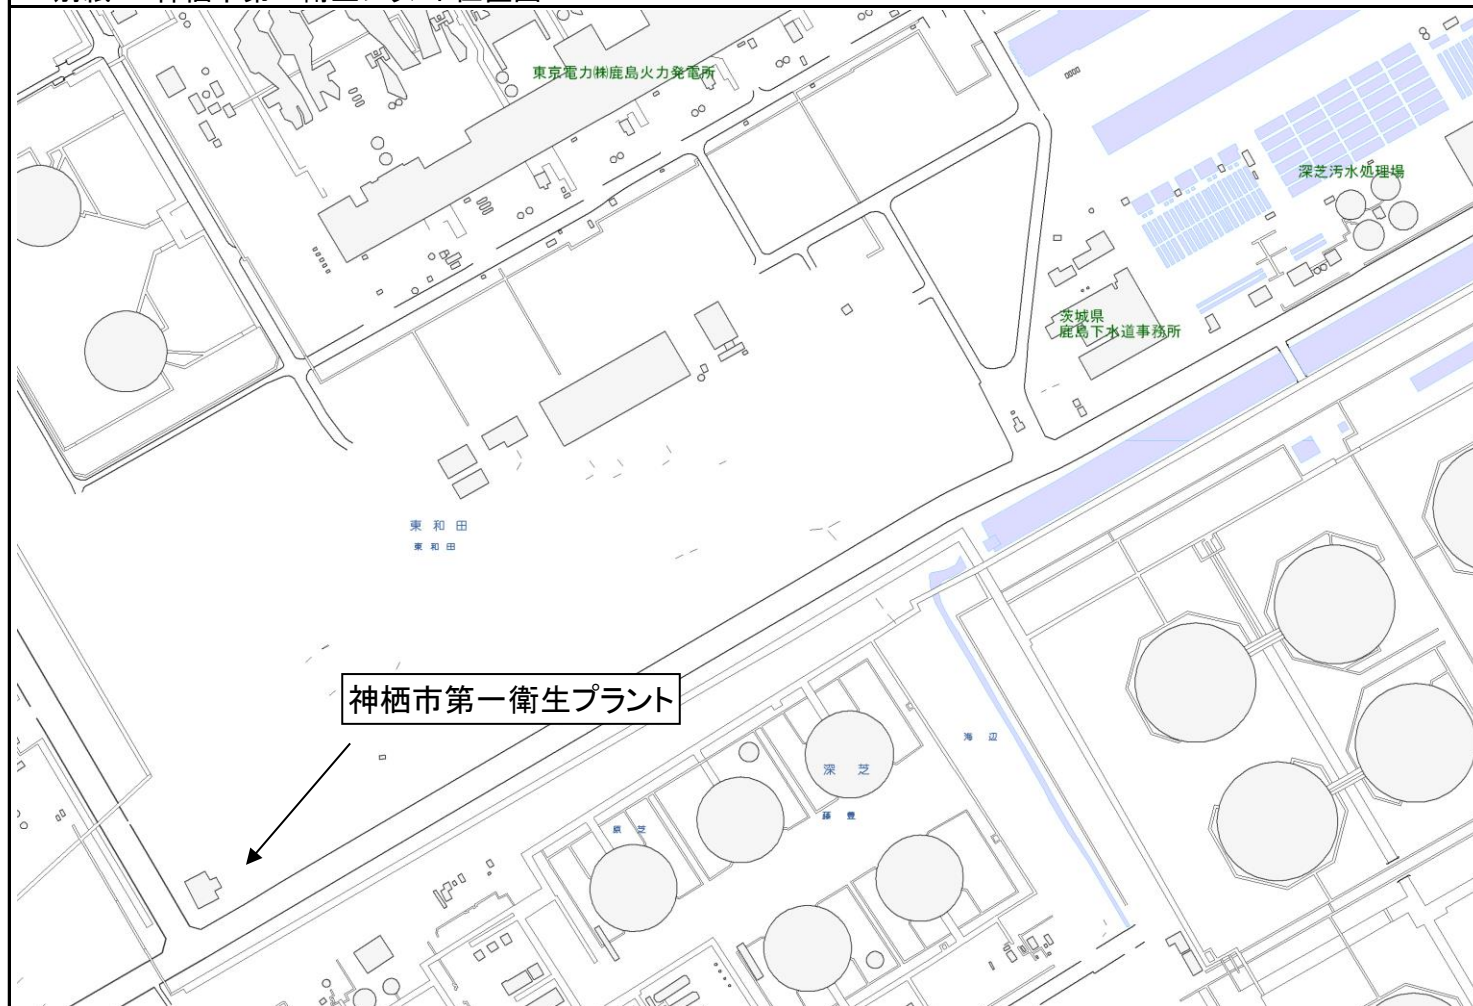 東京電力㈱鹿島火力発電所
深芝汚水処理場
茨城県
鹿島下水道事務所
東和田
東和田
神栖市第一衛生プラント
海辺
深芝
藤豊
原芝